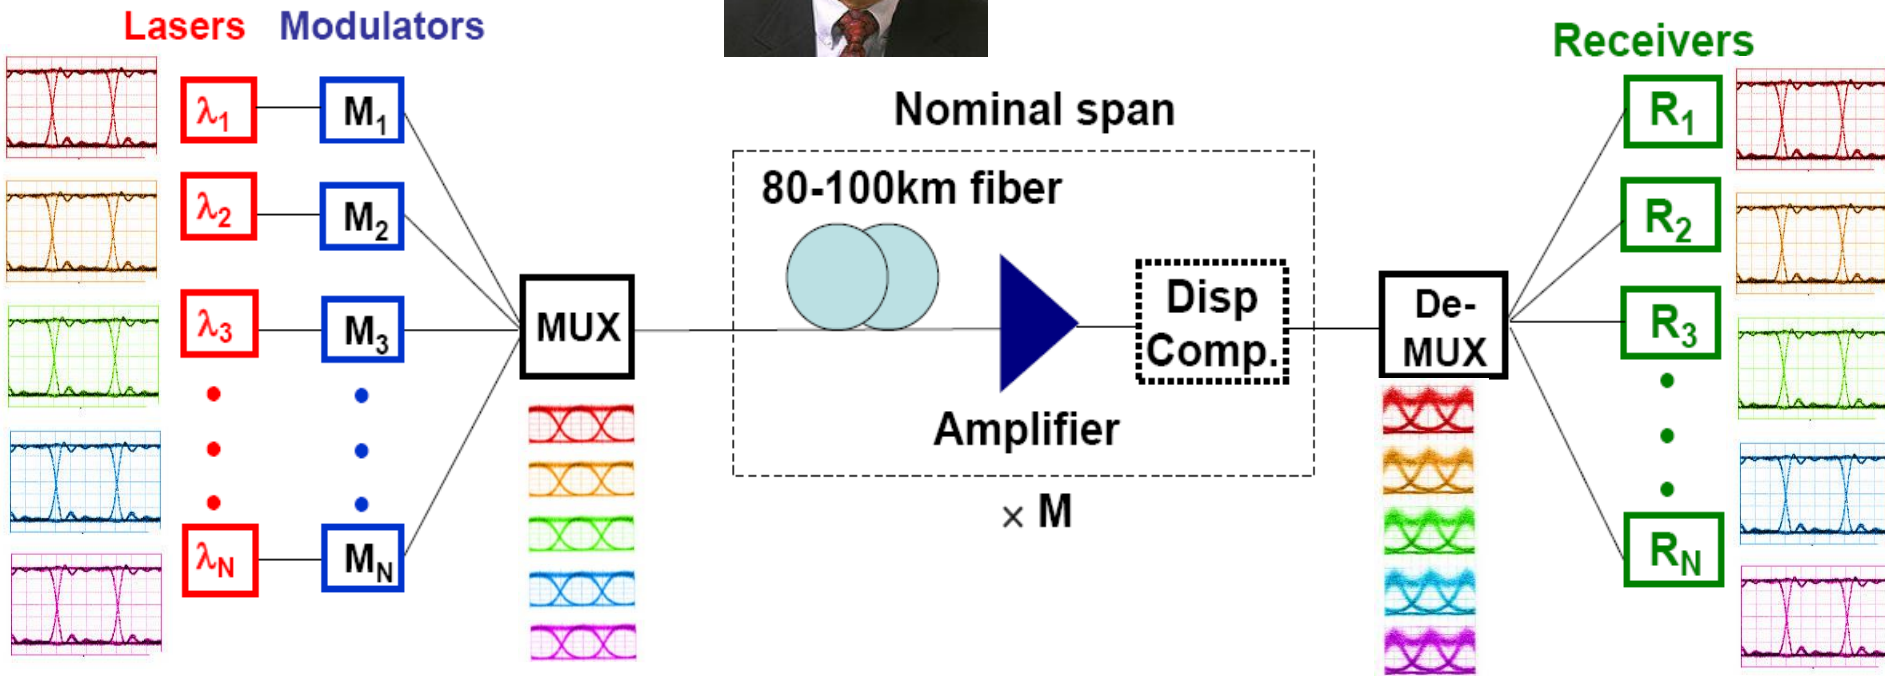 Lasers Modulators
Receivers
λ1 M1
λ2 M2
λ3 M3
λN MN
MUX
Nominal span
80-100km fiber
Amplifier
Disp
Comp.
× M
De-
MUX
R1
R2
R3
RN